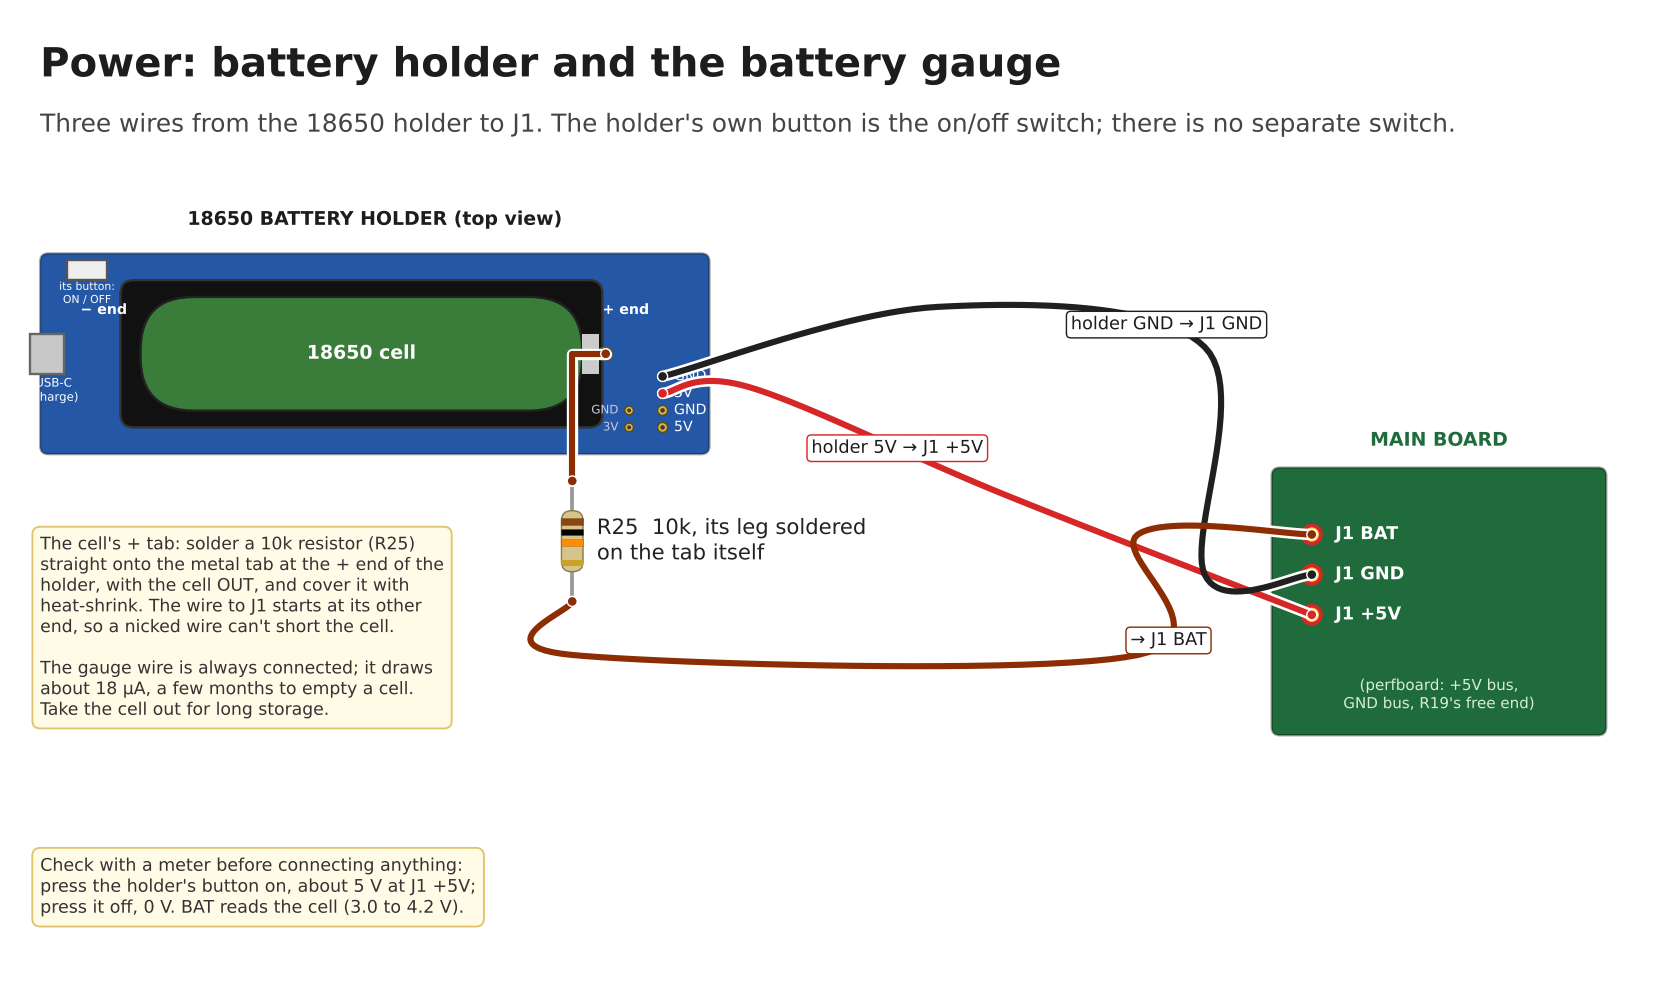 Power: battery holder and the battery gauge
Three wires from the 18650 holder to J1. The holder's own button is the on/off switch; there is no separate switch.
18650 BATTERY HOLDER (top view)
its button:
ON / OFF
− end
+ end
18650 cell
GND
5V
GND
GND
3V
5V
holder GND → J1 GND
holder 5V → J1 +5V
MAIN BOARD
J1 BAT
J1 GND
J1 +5V
(perfboard: +5V bus,
GND bus, R19's free end)
R25 10k, its leg soldered
on the tab itself
→ J1 BAT
The cell's + tab: solder a 10k resistor (R25)
straight onto the metal tab at the + end of the
holder, with the cell OUT, and cover it with
heat-shrink. The wire to J1 starts at its other
end, so a nicked wire can't short the cell.
The gauge wire is always connected; it draws
about 18 µA, a few months to empty a cell.
Take the cell out for long storage.
Check with a meter before connecting anything:
press the holder's button on, about 5 V at J1 +5V;
press it off, 0 V. BAT reads the cell (3.0 to 4.2 V).